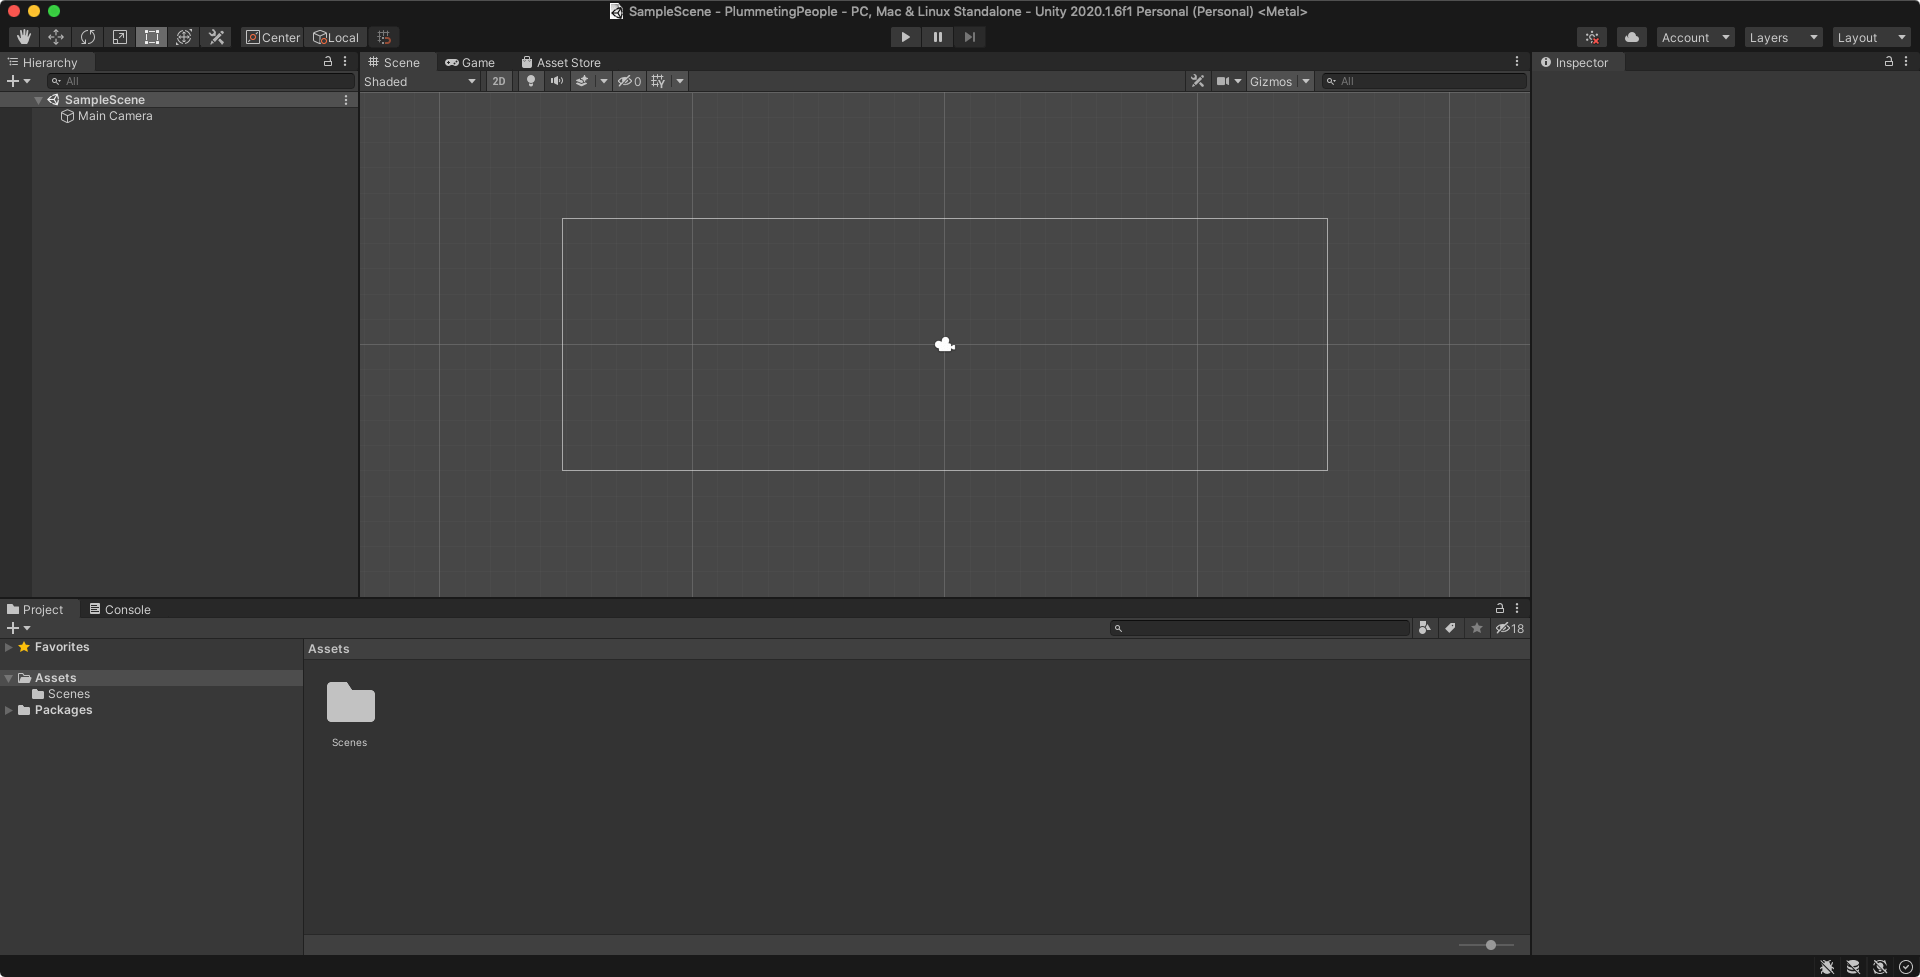 SampleScene - PlummetingPeople - PC, Mac & Linux Standalone - Unity 2020.1.6f1 Personal (Personal) <Metal>
Center Local Account Layers Layout
Hierarchy Scene Game Asset Store Inspector
All Shaded 2D 0 Gizmos All
SampleScene
Main Camera
Project Console
18
Favorites
Assets
Assets
Scenes
Packages
Scenes